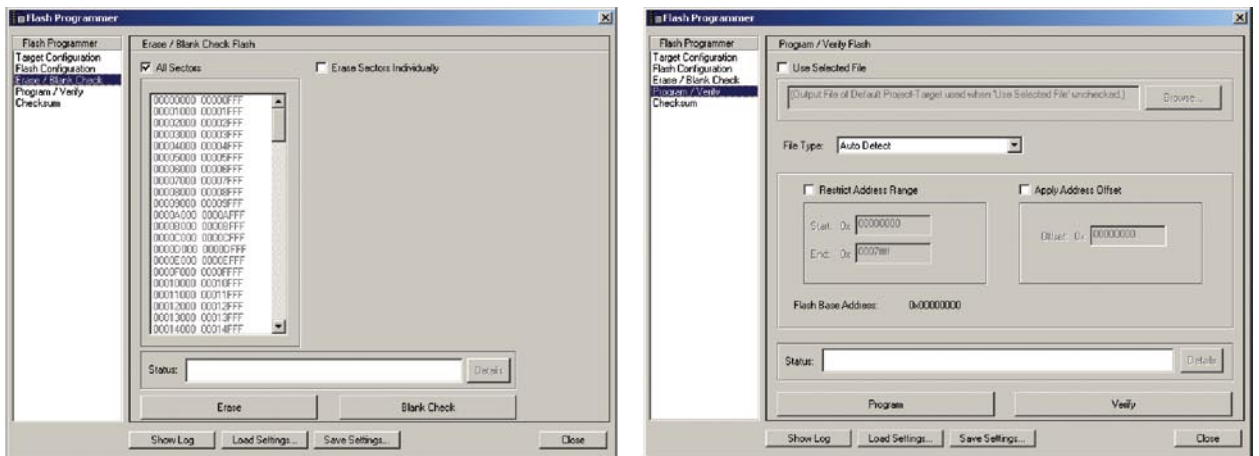 Flash Programmer
Flash Programmer
Target Configuration
Flash Configuration
Erase / Blank Check
Program / Verify
Checksum
Erase / Blank Check Flash
All Sectors
Erase Sectors Individually
00000000 00000FFF
00001000 00001FFF
00002000 00002FFF
00003000 00003FFF
00004000 00004FFF
00005000 00005FFF
00006000 00006FFF
00007000 00007FFF
00008000 00008FFF
00009000 00009FFF
0000A000 0000AFFF
0000B000 0000BFFF
0000C000 0000CFFF
0000D000 0000DFFF
0000E000 0000EFFF
0000F000 0000FFFF
00010000 00010FFF
00011000 00011FFF
00012000 00012FFF
00013000 00013FFF
00014000 00014FFF
Status:
Details
Erase
Blank Check
Show Log
Load Settings...
Save Settings...
Close
Flash Programmer
Flash Programmer
Target Configuration
Flash Configuration
Erase / Blank Check
Program / Verify
Checksum
Program / Verify Flash
Use Selected File
(Output File of Default Project-Target used when 'Use Selected File' unchecked.)
Browse...
File Type:
Auto Detect
Restrict Address Range
Start: 0x 00000000
End: 0x 0007ffff
Apply Address Offset
Offset: 0x 00000000
Flash Base Address: 0x00000000
Status:
Details
Program
Verify
Show Log
Load Settings...
Save Settings...
Close